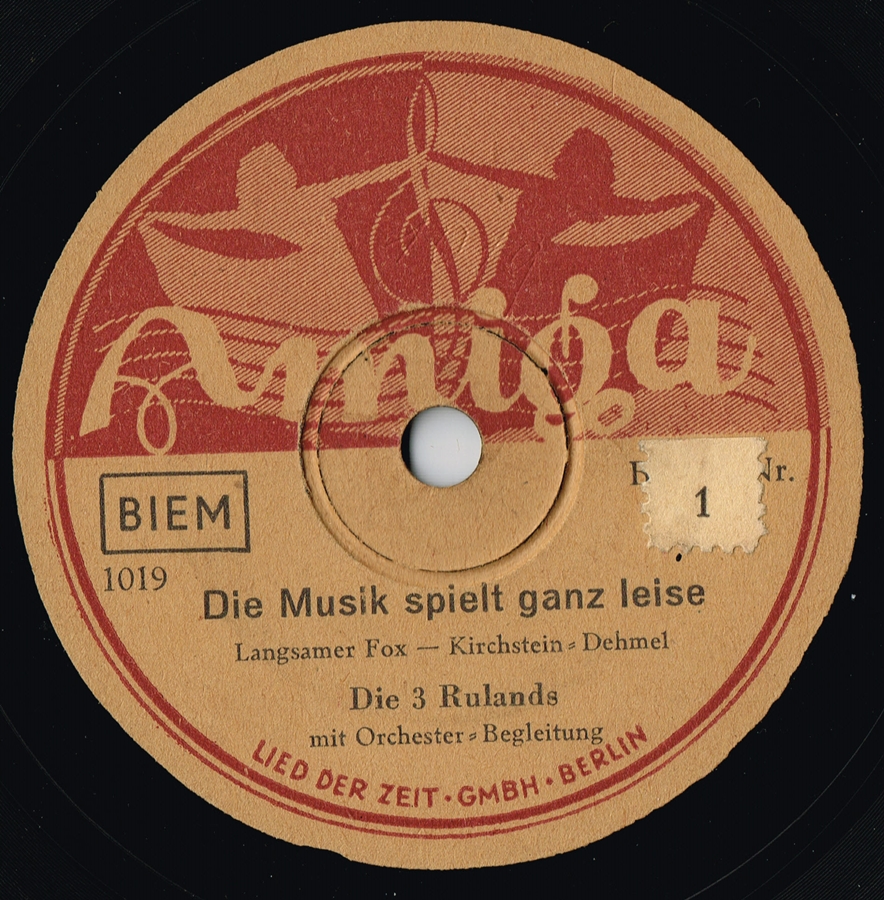 Amiga
BIEM
Nr.
1
1019
Die Musik spielt ganz leise
Langsamer Fox — Kirchstein-Dehmel
Die 3 Rulands
mit Orchester-Begleitung
LIED DER ZEIT · GMBH · BERLIN